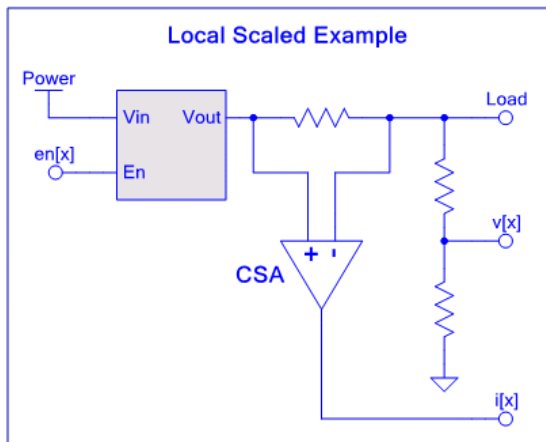 Local Scaled Example
Power
Load
Vin
Vout
en[x]
En
v[x]
+ -
CSA
i[x]